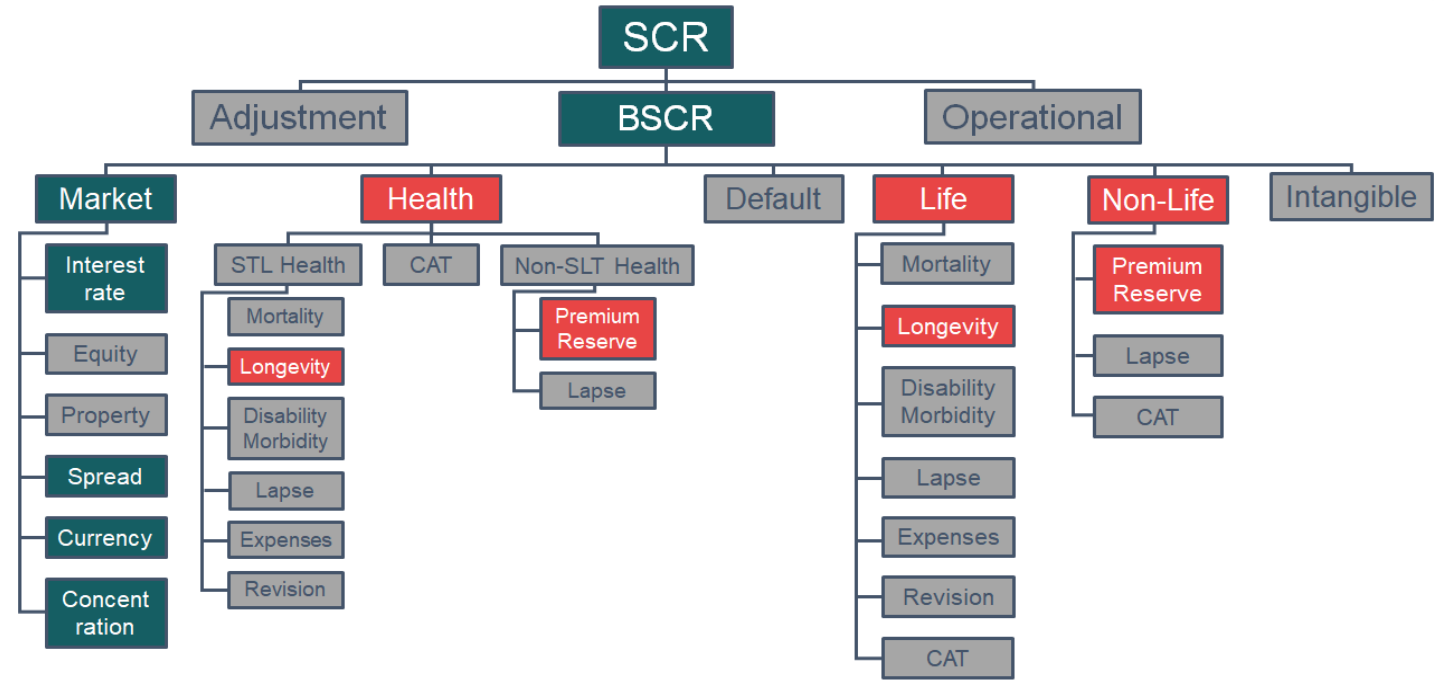 SCR
Adjustment
BSCR
Operational
Market
Health
Default
Life
Non-Life
Intangible
Interest
rate
Equity
Property
Spread
Currency
Concent
ration
STL Health
CAT
Non-SLT Health
Mortality
Longevity
Disability
Morbidity
Lapse
Expenses
Revision
Premium
Reserve
Lapse
Mortality
Longevity
Disability
Morbidity
Lapse
Expenses
Revision
CAT
Premium
Reserve
Lapse
CAT